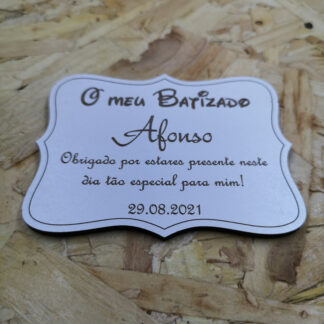 O meu Batizado
Afonso
Obrigado por estares presente neste
dia tão especial para mim!
29.08.2021